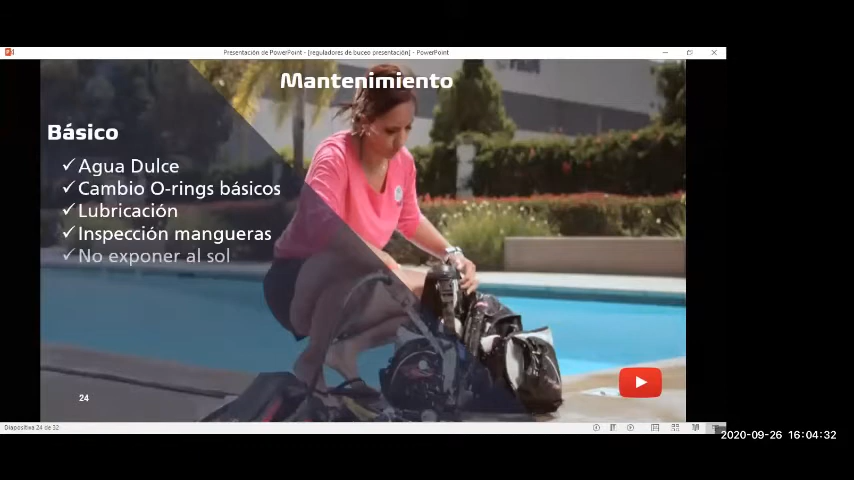 Presentación de PowerPoint - [reguladores de buceo presentación] - PowerPoint
Mantenimiento
Básico
✓Agua Dulce
✓Cambio O-rings básicos
✓Lubricación
✓Inspección mangueras
✓No exponer al sol
24
Diapositiva 24 de 32
2020-09-26 16:04:32